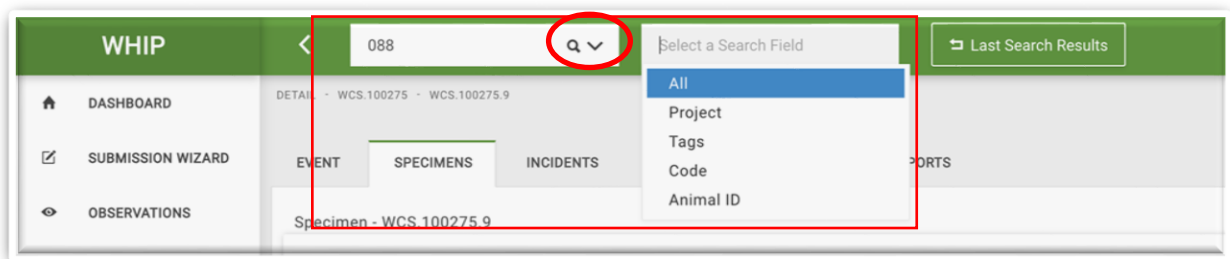 WHIP
088
Select a Search Field
Last Search Results
All
Project
Tags
Code
Animal ID
DASHBOARD
SUBMISSION WIZARD
OBSERVATIONS
DETAIL - WCS.100275 - WCS.100275.9
EVENT
SPECIMENS
INCIDENTS
Specimen - WCS.100275.9